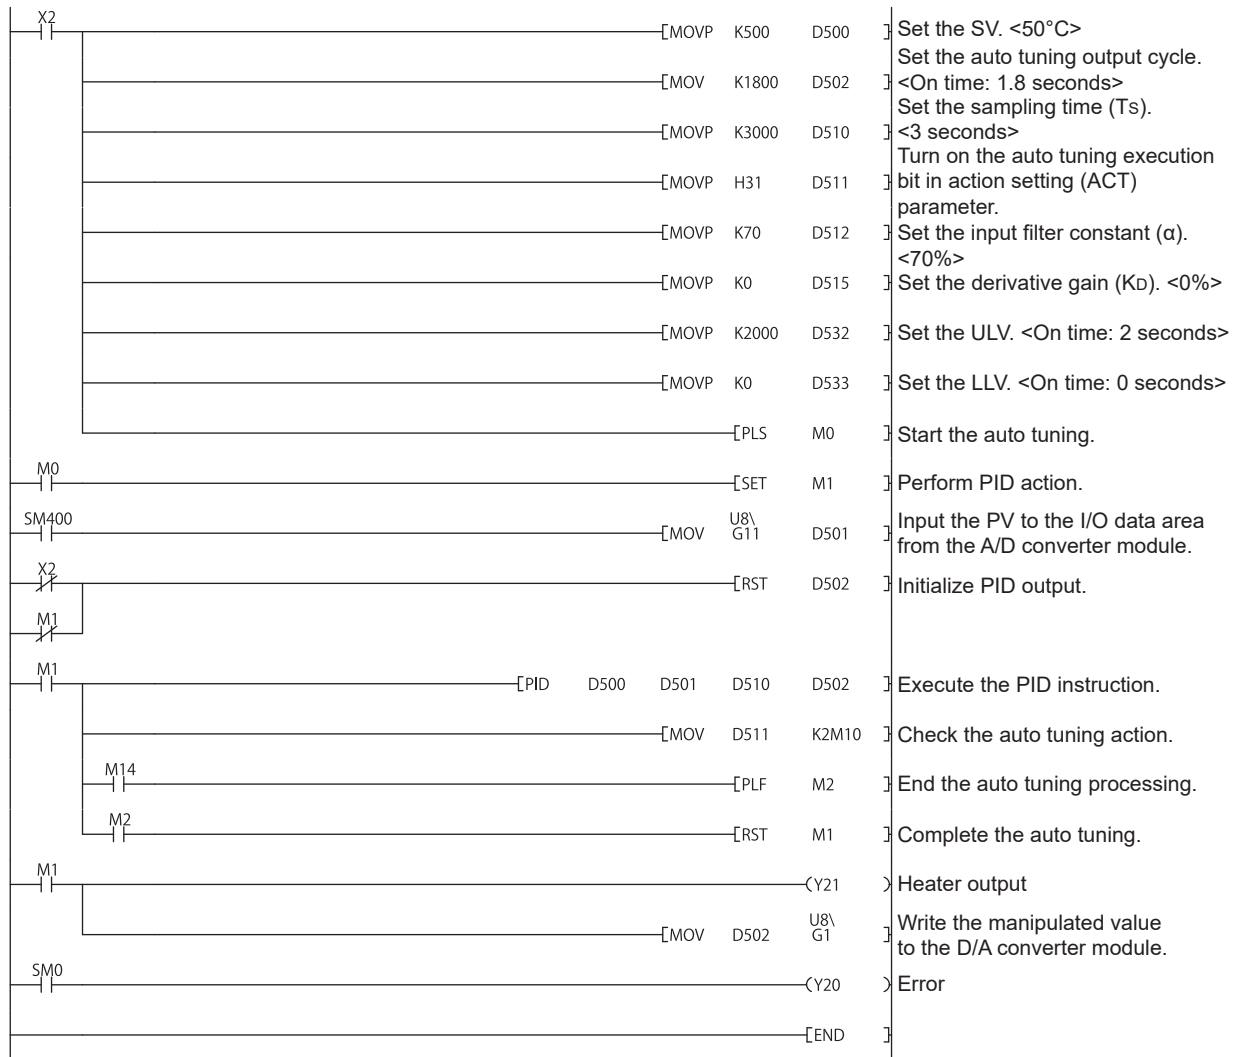 X2
MOVP K500 D500 Set the SV. <50°C>
Set the auto tuning output cycle.
MOV K1800 D502 <On time: 1.8 seconds>
Set the sampling time (Ts).
MOVP K3000 D510 <3 seconds>
Turn on the auto tuning execution
MOVP H31 D511 bit in action setting (ACT)
parameter.
MOVP K70 D512 Set the input filter constant (α).
<70%>
MOVP K0 D515 Set the derivative gain (KD). <0%>
MOVP K2000 D532 Set the ULV. <On time: 2 seconds>
MOVP K0 D533 Set the LLV. <On time: 0 seconds>
PLS M0 Start the auto tuning.
M0
SET M1 Perform PID action.
SM400
MOV U8\G11 D501 Input the PV to the I/O data area
from the A/D converter module.
X2
RST D502 Initialize PID output.
M1
M1
PID D500 D501 D510 D502 Execute the PID instruction.
MOV D511 K2M10 Check the auto tuning action.
M14
PLF M2 End the auto tuning processing.
M2
RST M1 Complete the auto tuning.
M1
Y21 Heater output
MOV D502 U8\G1 Write the manipulated value
to the D/A converter module.
SM0
Y20 Error
END